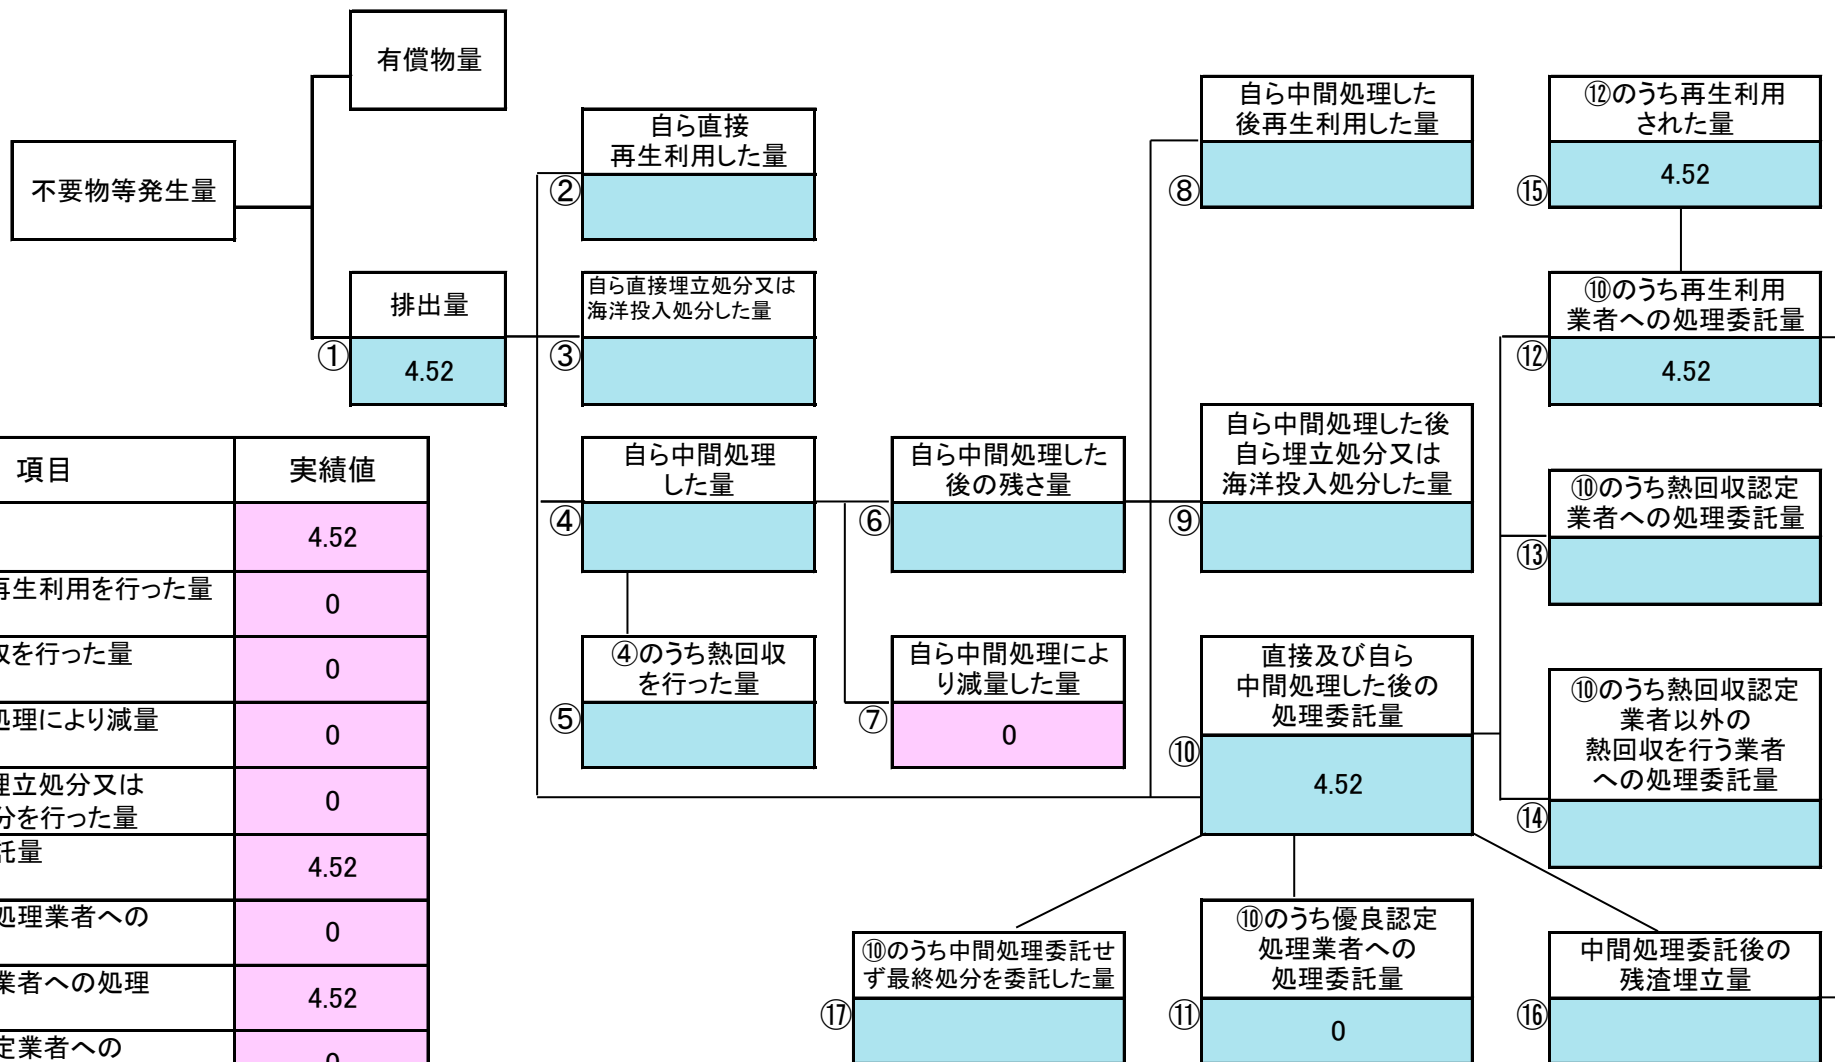 有償物量
不要物等発生量
排出量
①
4.52
自ら直接
再生利用した量
②
自ら直接埋立処分又は
海洋投入処分した量
③
自ら中間処理
した量
④
④のうち熱回収
を行った量
⑤
自ら中間処理した
後の残さ量
⑥
自ら中間処理によ
り減量した量
⑦
0
自ら中間処理した
後再生利用した量
⑧
自ら中間処理した後
自ら埋立処分又は
海洋投入処分した量
⑨
直接及び自ら
中間処理した後の
処理委託量
⑩
4.52
⑫のうち再生利用
された量
⑮
4.52
⑩のうち再生利用
業者への処理委託量
⑫
4.52
⑩のうち熱回収認定
業者への処理委託量
⑬
⑩のうち熱回収認定
業者以外の
熱回収を行う業者
への処理委託量
⑭
⑩のうち中間処理委託せ
ず最終処分を委託した量
⑰
⑩のうち優良認定
処理業者への
処理委託量
⑪
0
中間処理委託後の
残渣埋立量
⑯
項目 実績値
4.52
再生利用を行った量
0
を行った量
0
処理により減量
0
埋立処分又は
分を行った量
0
託量
4.52
処理業者への
0
業者への処理
4.52
定業者への
0